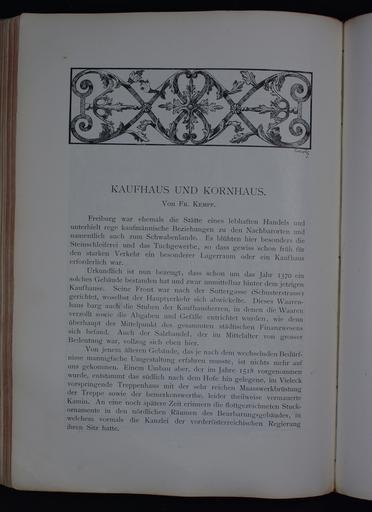 KAUFHAUS UND KORNHAUS.
Von Fr. Kempf.
Freiburg war ehemals die Stätte eines lebhaften Handels und
unterhielt rege kaufmännische Beziehungen zu den Nachbarorten und
namentlich auch zum Schwabenlande. Es blühten hier besonders die
Steinschleiferei und das Tuchgewerbe, so dass gewiss schon früh für
den starken Verkehr ein besonderer Lagerraum oder ein Kaufhaus
erforderlich war.
Urkundlich ist nun bezeugt, dass schon um das Jahr 1370 ein
solches Gebäude bestanden hat und zwar unmittelbar hinter dem jetzigen
Kaufhause. Seine Front war nach der Sattergasse (Schusterstrasse)
gerichtet, woselbst der Hauptverkehr sich abwickelte. Dieses Waaren-
haus barg auch die Stuben der Kaufhausherren, in denen die Waaren
verzollt sowie die Abgaben und Gefälle entrichtet wurden, wie denn
überhaupt der Mittelpunkt des gesammten städtischen Finanzwesens
sich befand. Auch der Salzhandel, der im Mittelalter von grosser
Bedeutung war, vollzog sich eben hier.
Von jenem älteren Gebäude, das je nach dem wechselnden Bedürf-
nisse mannigfache Umgestaltung erfahren musste, ist nichts mehr auf
uns gekommen. Einem Umbau aber, der im Jahre 1518 vorgenommen
wurde, entstammt das südlich nach dem Hofe hin gelegene, im Vieleck
vorspringende Treppenhaus mit der sehr reichen Maasswerkbrüstung
der Treppe sowie der bemerkenswerthe, leider theilweise vermauerte
Kamin. An eine noch spätere Zeit erinnern die flottgezeichneten Stuck-
ornamente in den nördlichen Räumen des Beurbarungsgebäudes, in
welchem vormals die Kanzlei der vorderösterreichischen Regierung
ihren Sitz hatte.